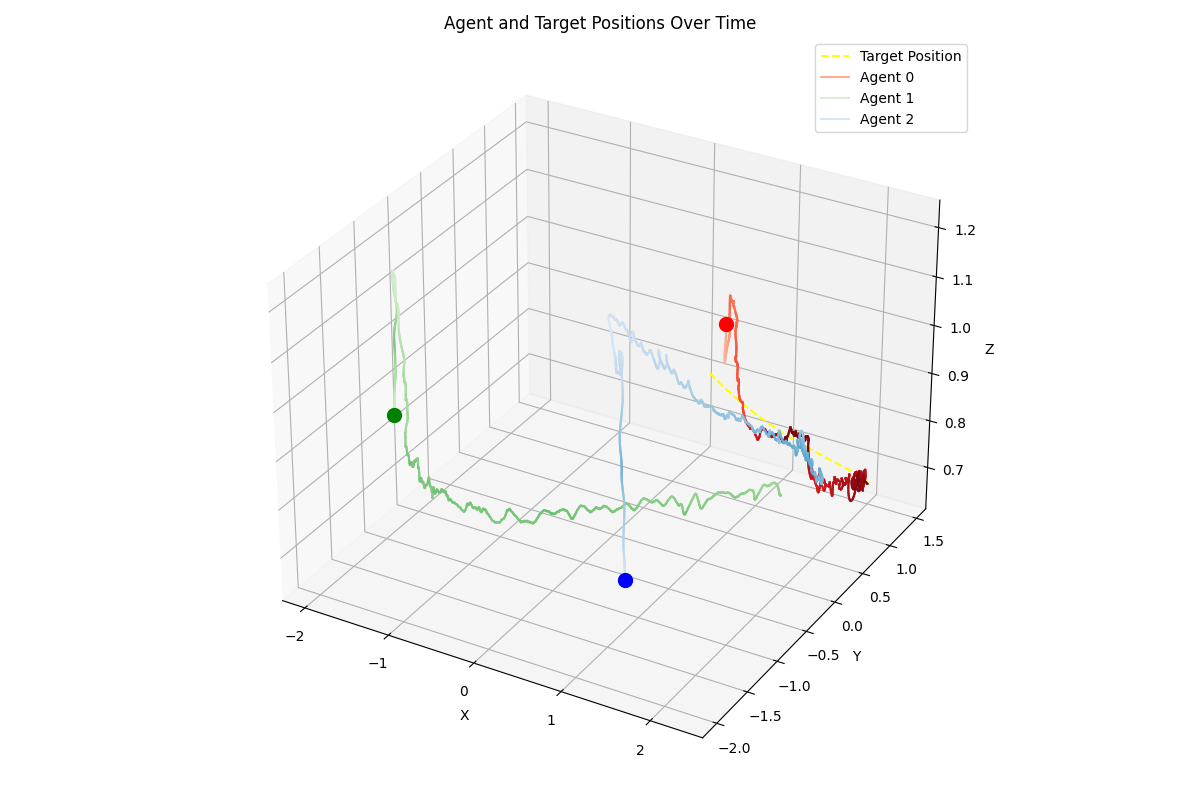 Agent and Target Positions Over Time
Target Position
Agent 0
Agent 1
Agent 2
1.2
1.1
1.0
0.9
0.8
0.7
Z
1.5
1.0
0.5
0.0
−0.5
−1.0
−1.5
−2.0
Y
−2
−1
0
1
2
X